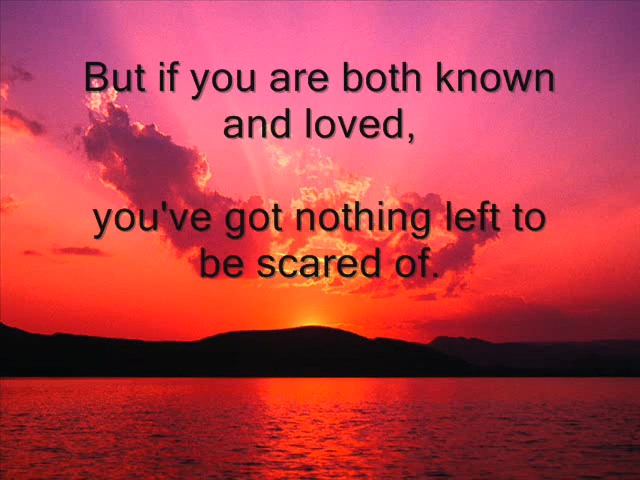 But if you are both known
and loved,
you've got nothing left to
be scared of.